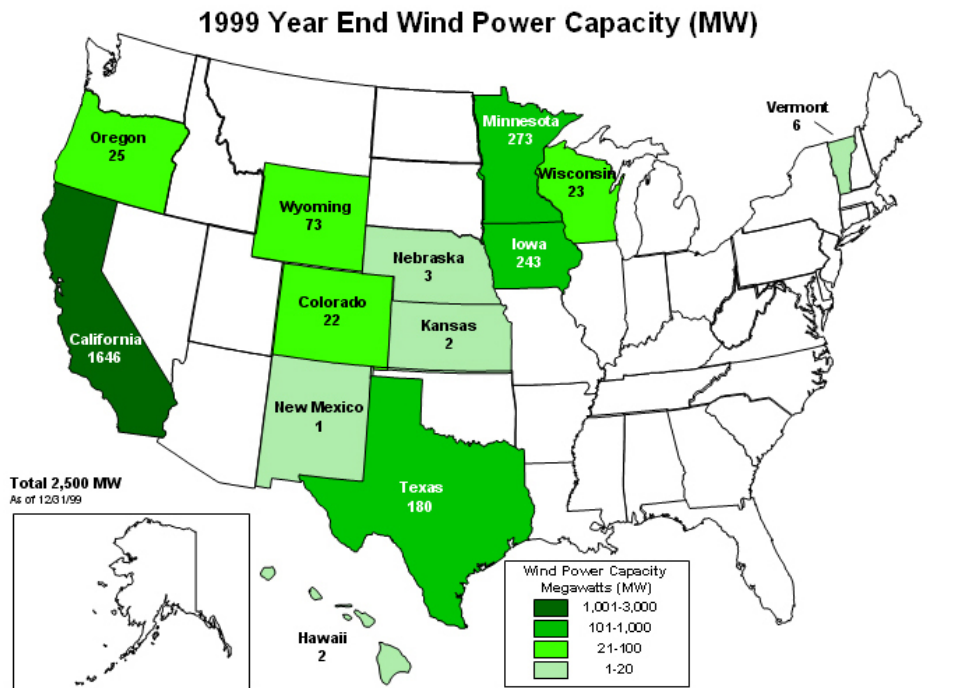 1999 Year End Wind Power Capacity (MW)
Vermont
6
Minnesota
273
Oregon
25
Wisconsin
23
Wyoming
73
Iowa
243
Nebraska
3
Colorado
22
Kansas
2
California
1646
New Mexico
1
Texas
180
Total 2,500 MW
As of 12/31/99
Hawaii
2
Wind Power Capacity
Megawatts (MW)
1,001-3,000
101-1,000
21-100
1-20